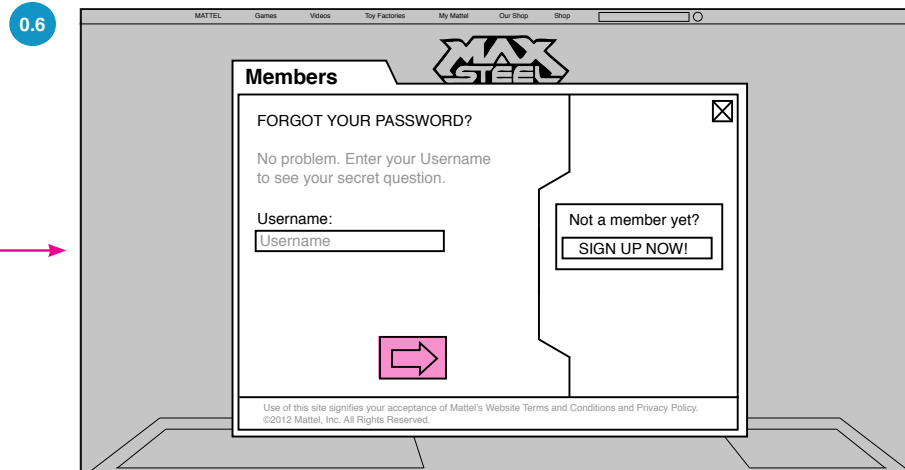 0.6
MATTEL Games Videos Toy Factories My Mattel Our Shop Shop
MAX
STEEL
Members
FORGOT YOUR PASSWORD?
No problem. Enter your Username
to see your secret question.
Username:
Username
Not a member yet?
SIGN UP NOW!
Use of this site signifies your acceptance of Mattel's Website Terms and Conditions and Privacy Policy.
©2012 Mattel, Inc. All Rights Reserved.